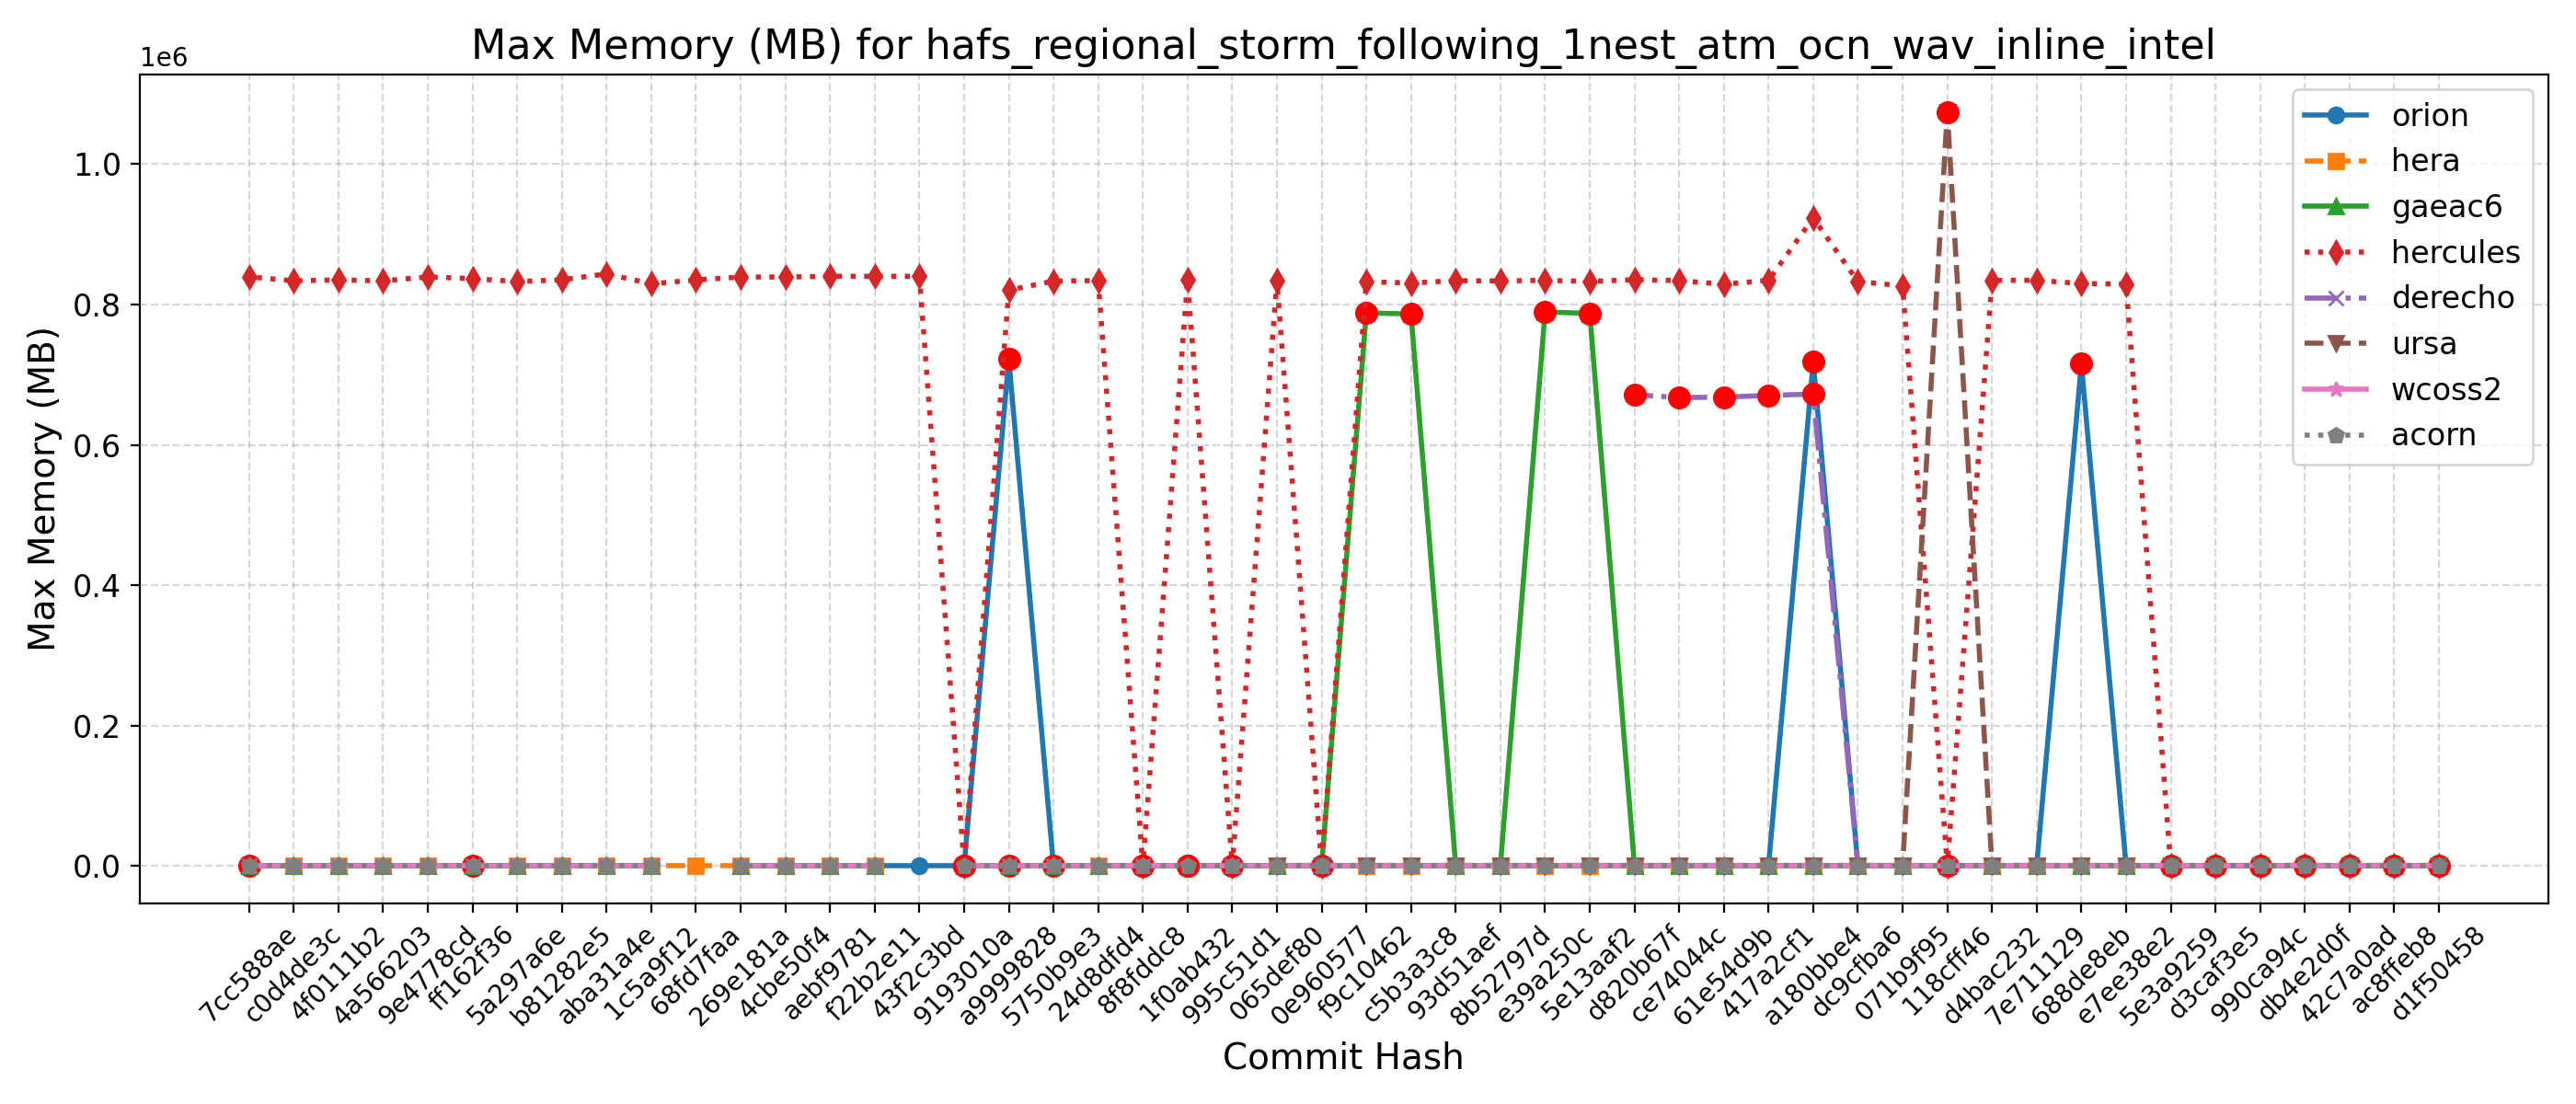 Max Memory (MB) for hafs_regional_storm_following_1nest_atm_ocn_wav_inline_intel
1e6
1.0
0.8
0.6
0.4
0.2
0.0
Max Memory (MB)
orion
hera
gaeac6
hercules
derecho
ursa
wcoss2
acorn
7cc588ae
c0d4de3c
4f0111b2
4a566203
9e4778cd
ff162f36
5a297a6e
b81282e5
aba31a4e
1c5a9f12
68fd7faa
269e181a
4cbe50f4
aebf9781
f22b2e11
43f2c3bd
9193010a
a9999828
5750b9e3
24d8dfd4
8f8fddc8
1f0ab432
995c51d1
065def80
0e960577
f9c10462
c5b3a3c8
93d51aef
8b52797d
e39a250c
5e13aaf2
d820b67f
ce74044c
61e54d9b
417a2cf1
a180bbe4
dc9cfba6
071b9f95
118cff46
d4bac232
7e711129
688de8eb
e7ee38e2
5e3a9259
d3caf3e5
990ca94c
db4e2d0f
42c7a0ad
ac8ffeb8
d1f50458
Commit Hash